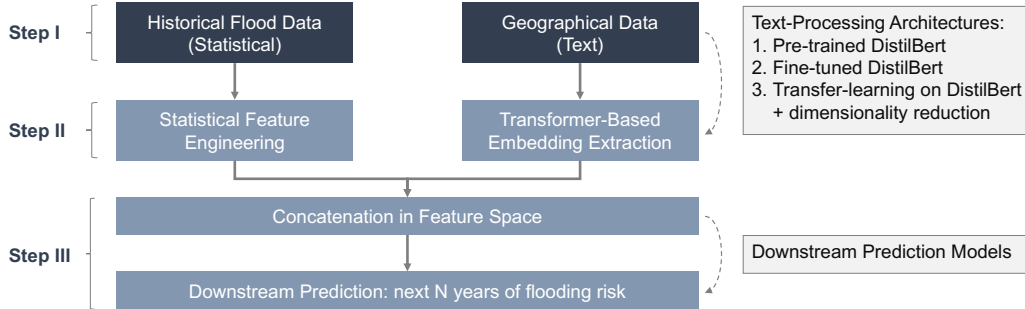 Step I
Historical Flood Data
(Statistical)
Geographical Data
(Text)
Text-Processing Architectures:
1. Pre-trained DistilBert
2. Fine-tuned DistilBert
3. Transfer-learning on DistilBert
+ dimensionality reduction
Step II
Statistical Feature
Engineering
Transformer-Based
Embedding Extraction
Step III
Concatenation in Feature Space
Downstream Prediction Models
Downstream Prediction: next N years of flooding risk